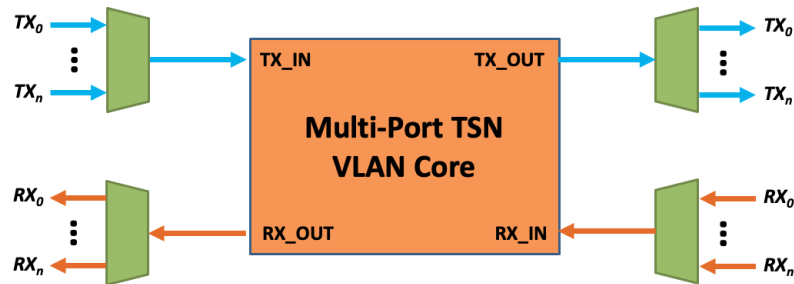 TX0 TX0
TX_IN TX_OUT
TXn TXn
Multi-Port TSN
VLAN Core
RX0 RX0
RX_OUT RX_IN
RXn RXn